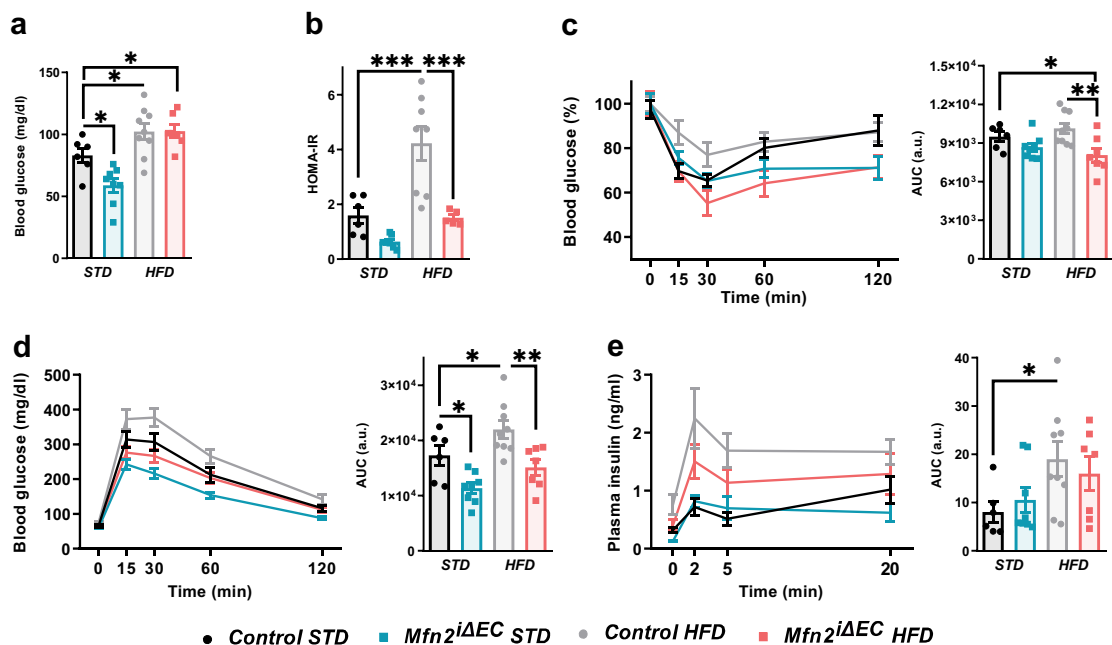 a
*
*
*
Blood glucose (mg/dl)
150
100
50
0
STD
HFD
b
***
***
HOMA-IR
8
6
4
2
0
STD
HFD
c
Blood glucose (%)
100
80
60
40
0
15
30
60
120
Time (min)
*
**
AUC (a.u.)
1.5×10⁴
1.2×10⁴
9×10³
6×10³
3×10³
0
STD
HFD
d
Blood glucose (mg/dl)
500
400
300
200
100
0
0
15
30
60
120
Time (min)
*
**
*
AUC (a.u.)
3×10⁴
2×10⁴
1×10⁴
0
STD
HFD
e
Plasma insulin (ng/ml)
3
2
1
0
0
2
5
20
Time (min)
*
AUC (a.u.)
40
30
20
10
0
STD
HFD
Control STD
Mfn2iΔEC STD
Control HFD
Mfn2iΔEC HFD